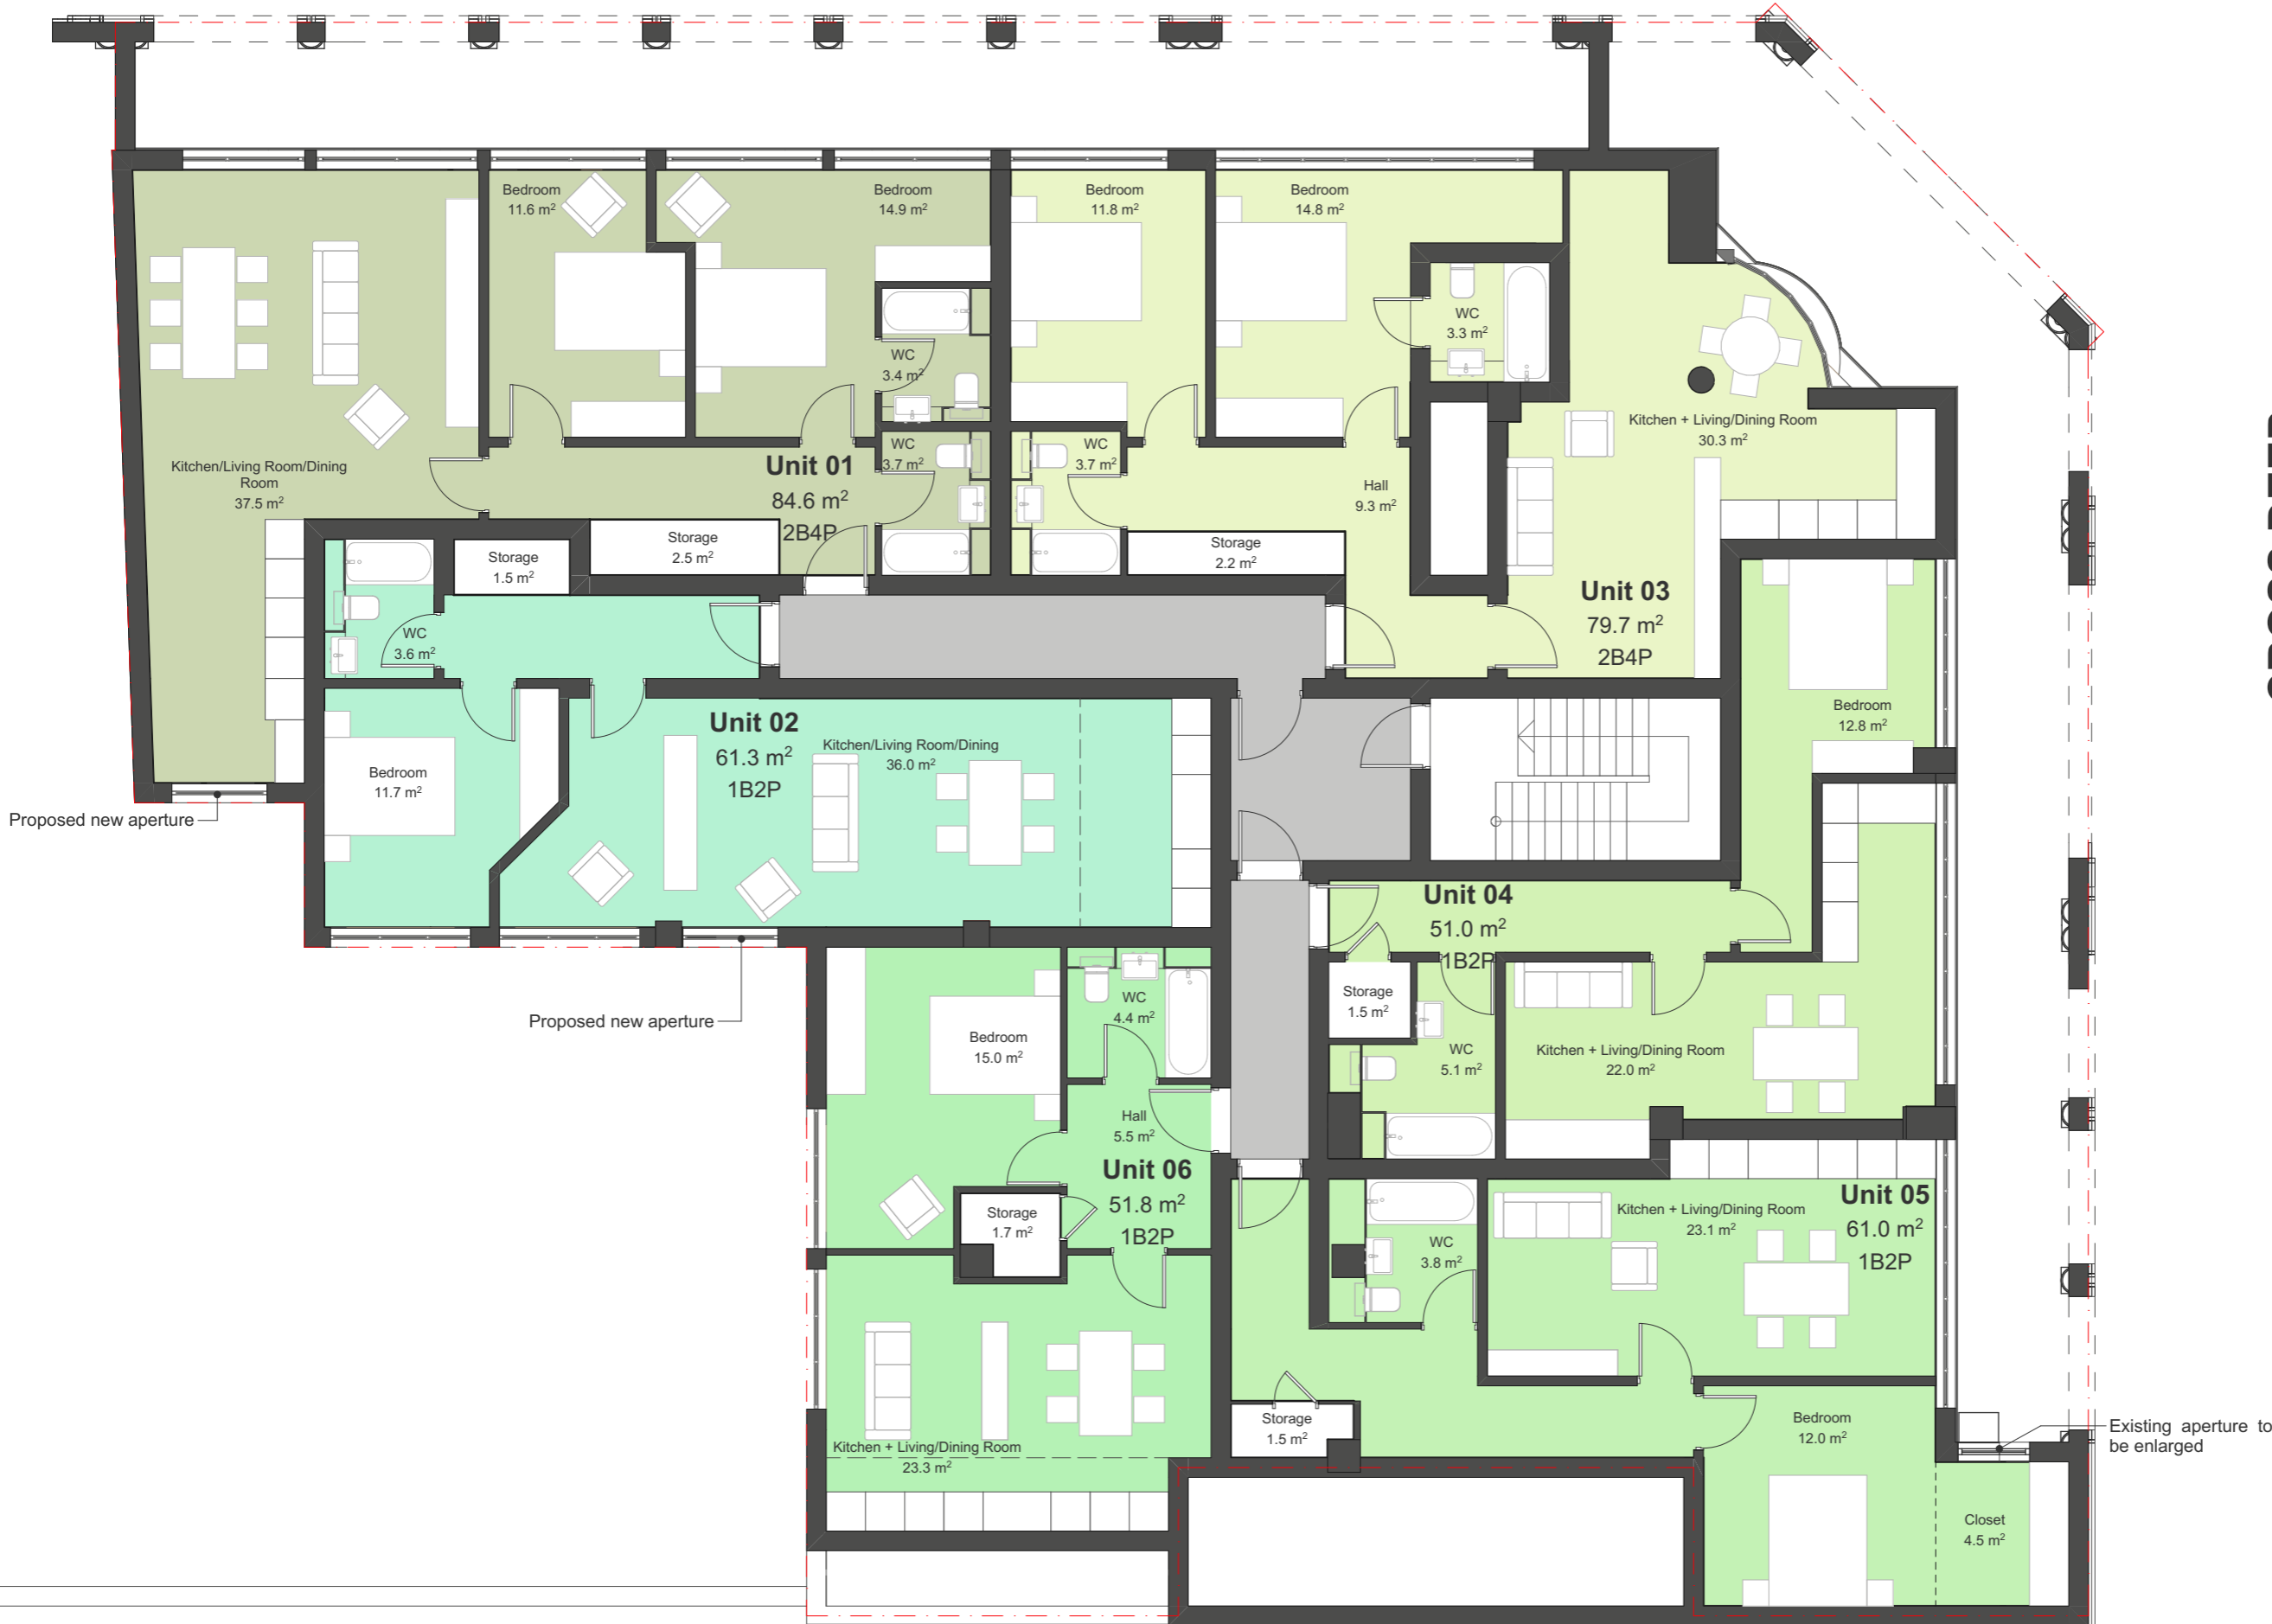 Bedroom
11.6 m²
Bedroom
14.9 m²
Bedroom
11.8 m²
Bedroom
14.8 m²
WC
3.3 m²
WC
3.4 m²
Kitchen + Living/Dining Room
30.3 m²
Kitchen/Living Room/Dining
Room
37.5 m²
Unit 01
84.6 m²
2B4P
WC
3.7 m²
WC
3.7 m²
Hall
9.3 m²
Storage
1.5 m²
Storage
2.5 m²
Storage
2.2 m²
Unit 03
79.7 m²
2B4P
WC
3.6 m²
Bedroom
12.8 m²
Unit 02
61.3 m²
1B2P
Kitchen/Living Room/Dining
36.0 m²
Bedroom
11.7 m²
Proposed new aperture
Unit 04
51.0 m²
1B2P
Proposed new aperture
Storage
1.5 m²
WC
4.4 m²
Bedroom
15.0 m²
WC
5.1 m²
Kitchen + Living/Dining Room
22.0 m²
Hall
5.5 m²
Unit 06
51.8 m²
1B2P
Storage
1.7 m²
Unit 05
61.0 m²
1B2P
Kitchen + Living/Dining Room
23.1 m²
WC
3.8 m²
Storage
1.5 m²
Bedroom
12.0 m²
Existing aperture to
be enlarged
Kitchen + Living/Dining Room
23.3 m²
Closet
4.5 m²